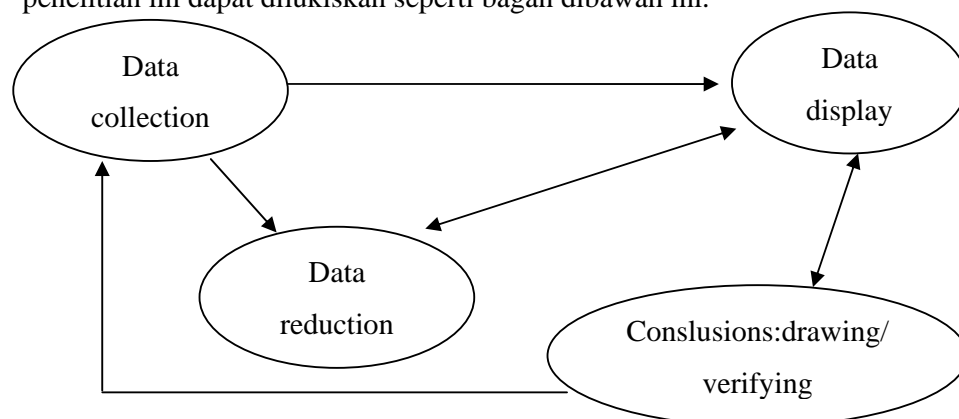 penelitian ini dapat dilukiskan seperti bagan dibawah ini:
Data
collection
Data
display
Data
reduction
Conslusions:drawing/
verifying